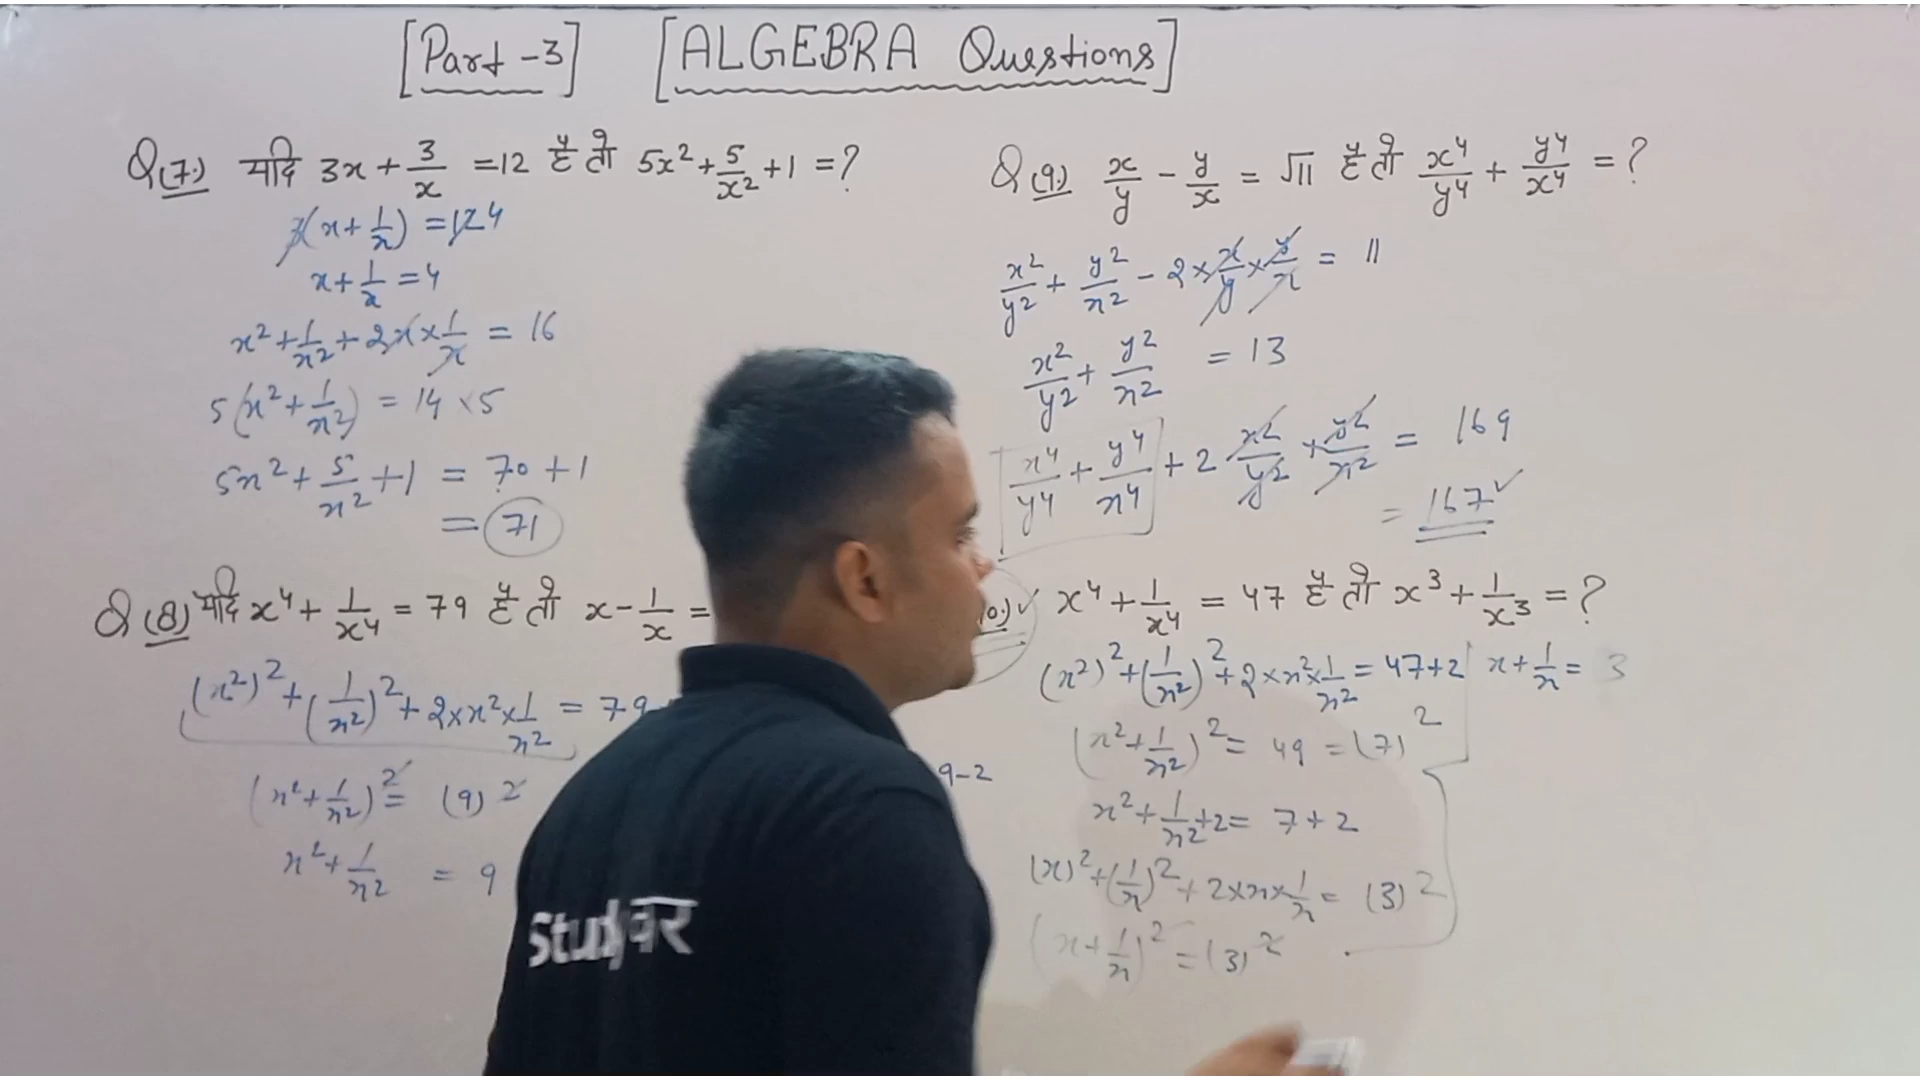 [Part-3] [ALGEBRA Questions]
Q(7.) यदि 3x + 3/x = 12 है तो 5x² + 5/x² + 1 = ?
3(x + 1/x) = 12 4
x + 1/x = 4
x² + 1/x² + 2x × 1/x = 16
5(x² + 1/x²) = 14 × 5
5x² + 5/x² + 1 = 70 + 1
= 71
Q(8) यदि x⁴ + 1/x⁴ = 79 है तो x - 1/x =
(x²)² + (1/x²)² + 2 × x² × 1/x² = 79
(x² + 1/x²)² = (9)²
x² + 1/x² = 9
9-2
Q(9.) x/y - y/x = √11 है तो x⁴/y⁴ + y⁴/x⁴ = ?
x²/y² + y²/x² - 2 × x/y × y/x = 11
x²/y² + y²/x² = 13
x⁴/y⁴ + y⁴/x⁴ + 2 x²/y² × y²/x² = 169
= 167 ✓
0.) ✓ x⁴ + 1/x⁴ = 47 है तो x³ + 1/x³ = ?
(x²)² + (1/x²)² + 2 × x² × 1/x² = 47+2
x + 1/x = 3
(x² + 1/x²)² = 49 = (7)²
x² + 1/x² + 2 = 7 + 2
(x)² + (1/x)² + 2 × x × 1/x = (3)²
(x + 1/x)² = (3)²
Studyवर